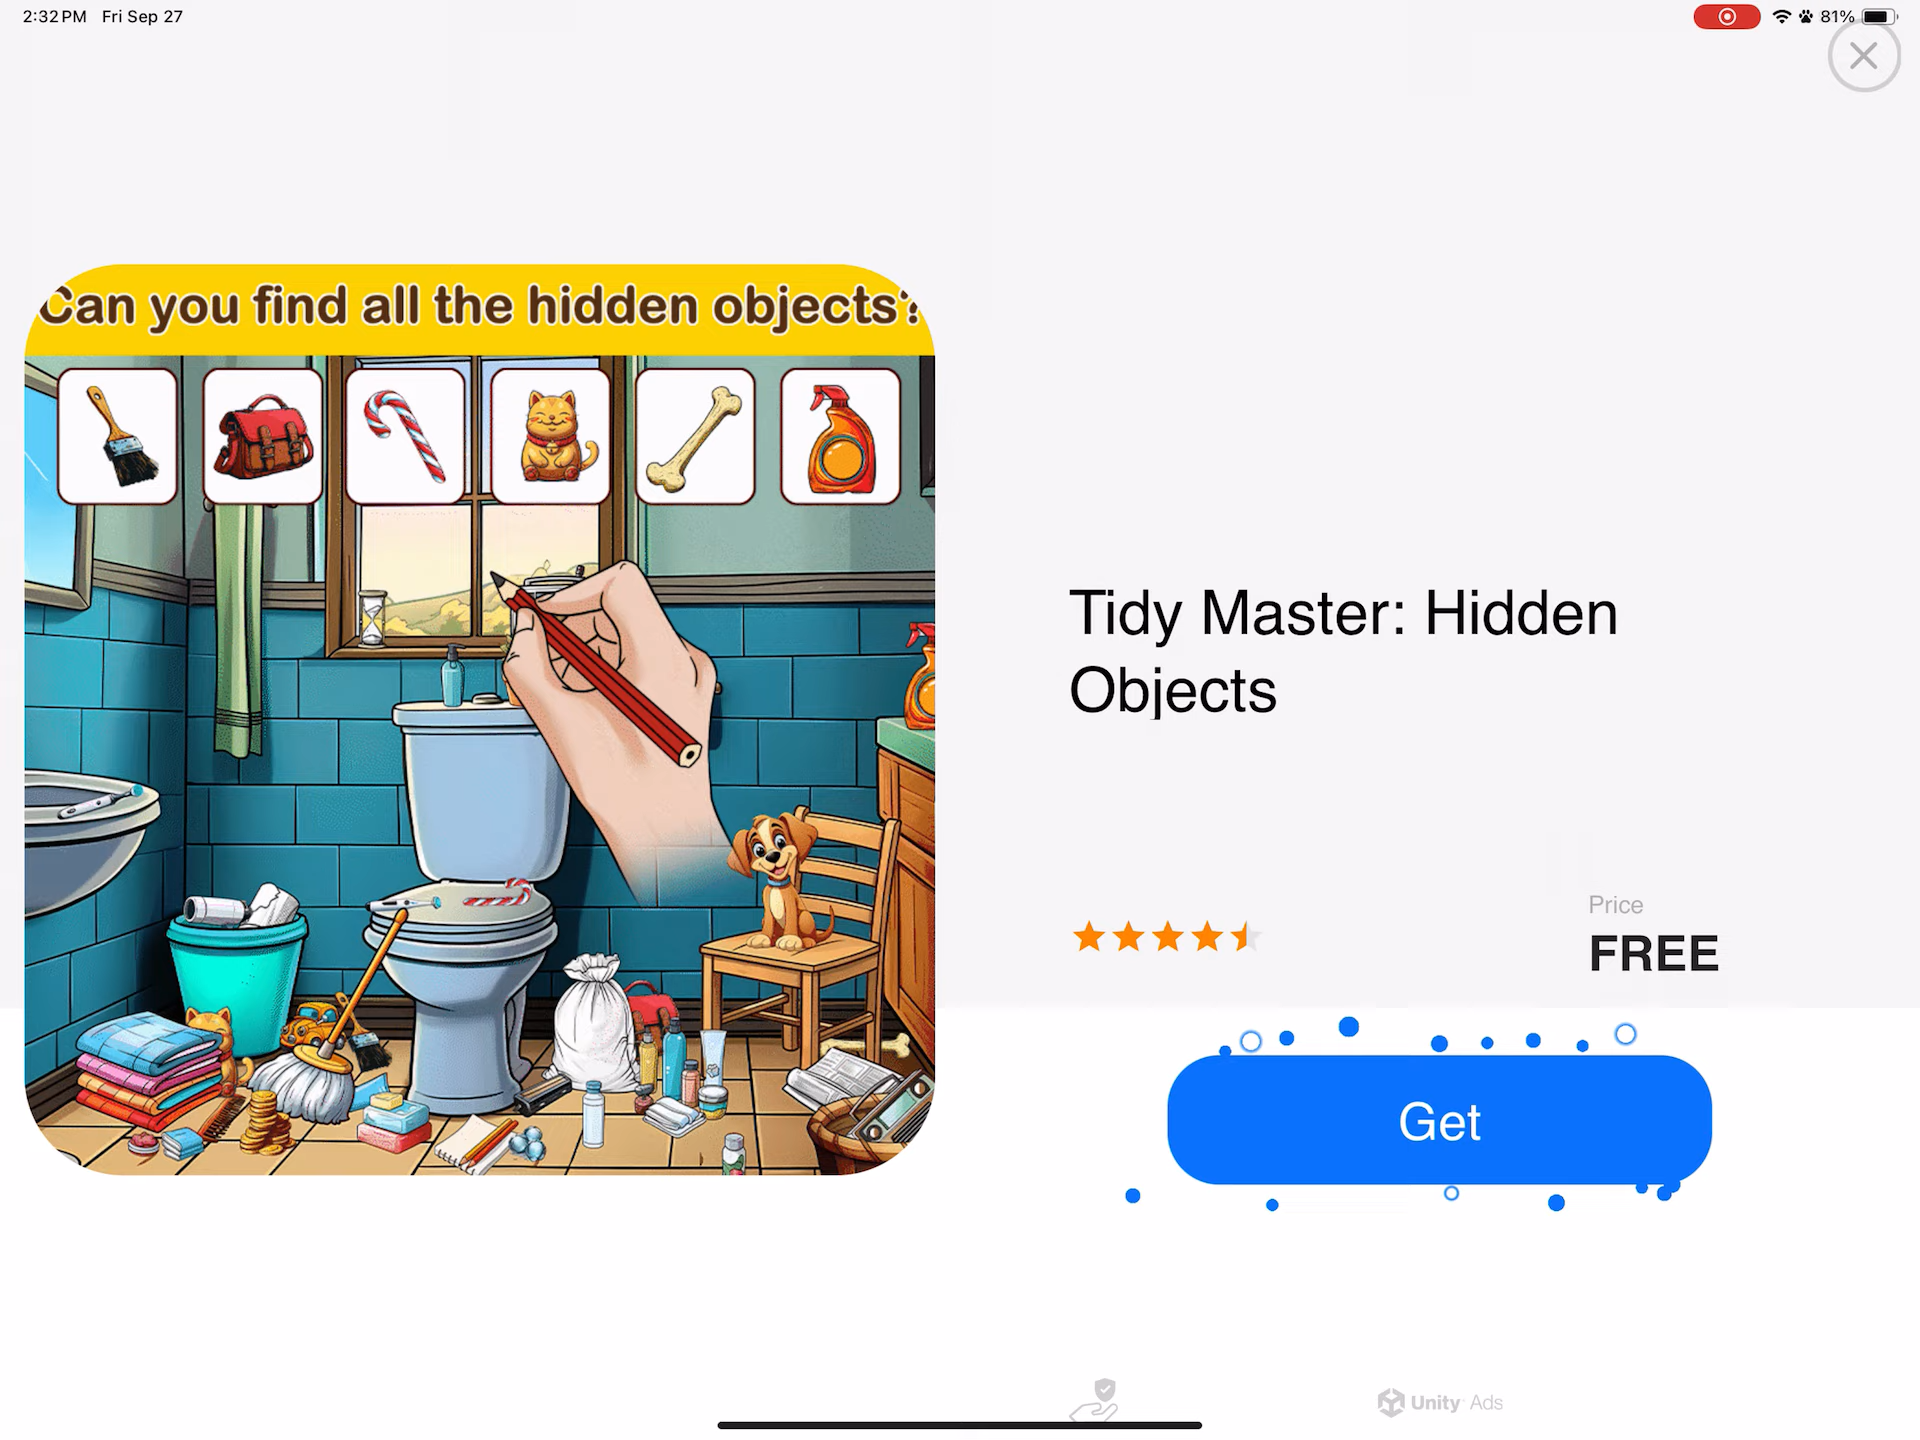 2:32 PM Fri Sep 27
81%
Can you find all the hidden objects?
Tidy Master: Hidden
Objects
Price
FREE
Get
Unity Ads